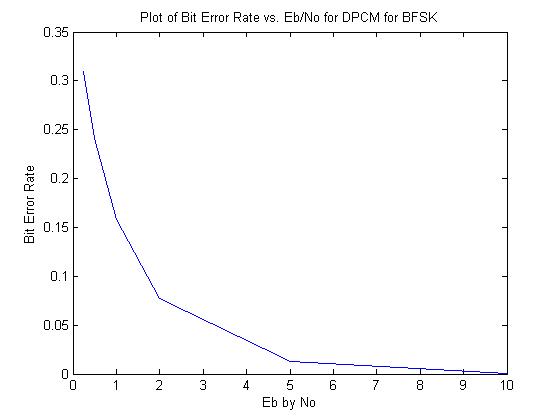 Plot of Bit Error Rate vs. Eb/No for DPCM for BFSK
0.35
0.3
0.25
0.2
0.15
0.1
0.05
0
Bit Error Rate
0 1 2 3 4 5 6 7 8 9 10
Eb by No